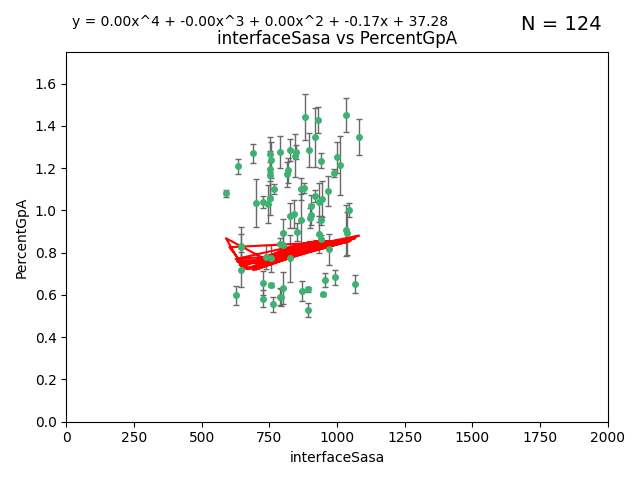 y = 0.00x^4 + -0.00x^3 + 0.00x^2 + -0.17x + 37.28
N = 124
interfaceSasa vs PercentGpA
PercentGpA
1.6
1.4
1.2
1.0
0.8
0.6
0.4
0.2
0.0
0 250 500 750 1000 1250 1500 1750 2000
interfaceSasa